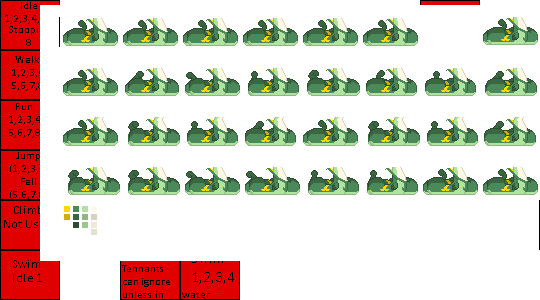 Idle
1,2,3,4,
Stoopi
8
Walk
1,2,3,
5,6,7,8
Run
1,2,3,4
5,6,7,8
Jump
(1,2,3,
Fall
(5,6,7,
Climb
Not Us
Swim
Idle 1
Tennants
can ignore
unless in
1,2,3,4
water